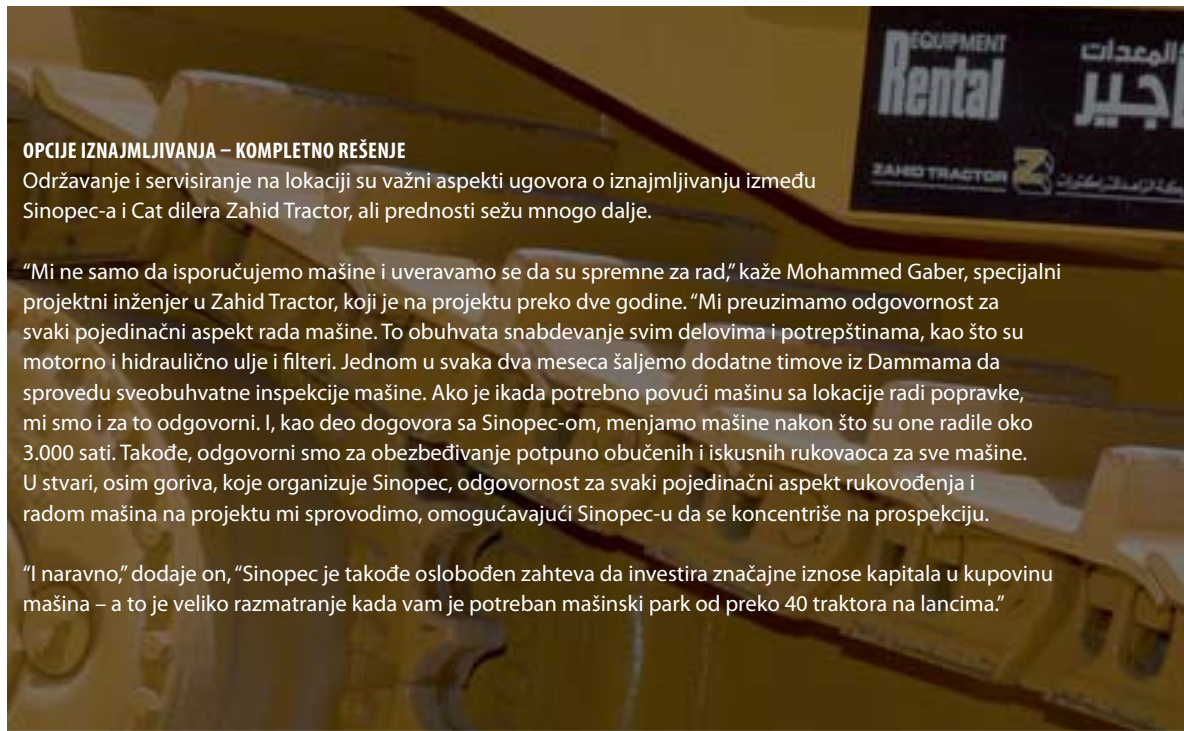 EQUIPMENT
Rental
المعدات
ZAHID TRACTOR
OPCIJE IZNAJMLJIVANJA – KOMPLETNO REŠENJE
Održavanje i servisiranje na lokaciji su važni aspekti ugovora o iznajmljivanju između
Sinopec-a i Cat dilera Zahid Tractor, ali prednosti sežu mnogo dalje.
“Mi ne samo da isporučujemo mašine i uveravamo se da su spremne za rad,” kaže Mohammed Gaber, specijalni
projektni inženjer u Zahid Tractor, koji je na projektu preko dve godine. “Mi preuzimamo odgovornost za
svaki pojedinačni aspekt rada mašine. To obuhvata snabdevanje svim delovima i potrepštinama, kao što su
motorno i hidraulično ulje i filteri. Jednom u svaka dva meseca šaljemo dodatne timove iz Dammama da
sprovedu sveobuhvatne inspekcije mašine. Ako je ikada potrebno povući mašinu sa lokacije radi popravke,
mi smo i za to odgovorni. I, kao deo dogovora sa Sinopec-om, menjamo mašine nakon što su one radile oko
3.000 sati. Takođe, odgovorni smo za obezbeđivanje potpuno obučenih i iskusnih rukovaoca za sve mašine.
U stvari, osim goriva, koje organizuje Sinopec, odgovornost za svaki pojedinačni aspekt rukovođenja i
radom mašina na projektu mi sprovodimo, omogućavajući Sinopec-u da se koncentriše na prospekciju.
“I naravno,” dodaje on, “Sinopec je takođe oslobođen zahteva da investira značajne iznose kapitala u kupovinu
mašina – a to je veliko razmatranje kada vam je potreban mašinski park od preko 40 traktora na lancima.”